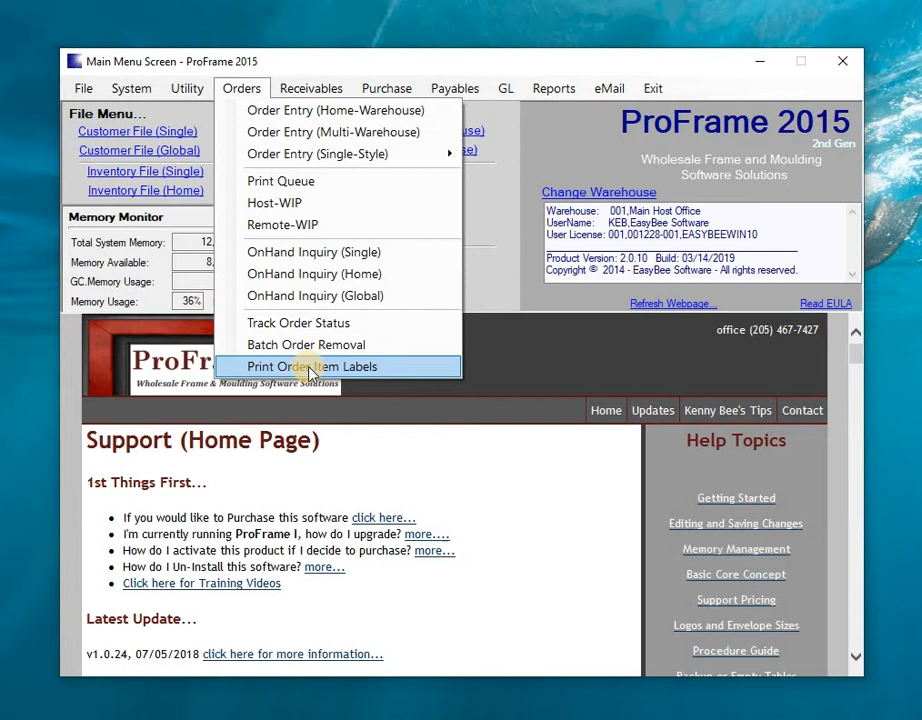 Main Menu Screen - ProFrame 2015
File System Utility Orders Receivables Purchase Payables GL Reports eMail Exit
File Menu...
Customer File (Single)
Customer File (Global)
Inventory File (Single)
Inventory File (Home)
Memory Monitor
Total System Memory: 12,
Memory Available: 8,
GC.Memory Usage:
Memory Usage: 36%
Order Entry (Home-Warehouse)
Order Entry (Multi-Warehouse)
Order Entry (Single-Style)
Print Queue
Host-WIP
Remote-WIP
OnHand Inquiry (Single)
OnHand Inquiry (Home)
OnHand Inquiry (Global)
Track Order Status
Batch Order Removal
Print Order Item Labels
use)
se)
ProFrame 2015
2nd Gen
Wholesale Frame and Moulding
Software Solutions
Change Warehouse
Warehouse: 001,Main Host Office
UserName: KEB,EasyBee Software
User License: 001,001228-001,EASYBEEWIN10
Product Version: 2.0.10 Build: 03/14/2019
Copyright © 2014 - EasyBee Software - All rights reserved.
Refresh Webpage... Read EULA
office (205) 467-7427
ProFr
Wholesale Frame & Moulding Software Solutions
Home Updates Kenny Bee's Tips Contact
Support (Home Page)
1st Things First...
• If you would like to Purchase this software click here...
• I'm currently running ProFrame I, how do I upgrade? more....
• How do I activate this product if I decide to purchase? more...
• How do I Un-Install this software? more...
• Click here for Training Videos
Latest Update...
v1.0.24, 07/05/2018 click here for more information...
Help Topics
Getting Started
Editing and Saving Changes
Memory Management
Basic Core Concept
Support Pricing
Logos and Envelope Sizes
Procedure Guide
Backup or Empty Tables